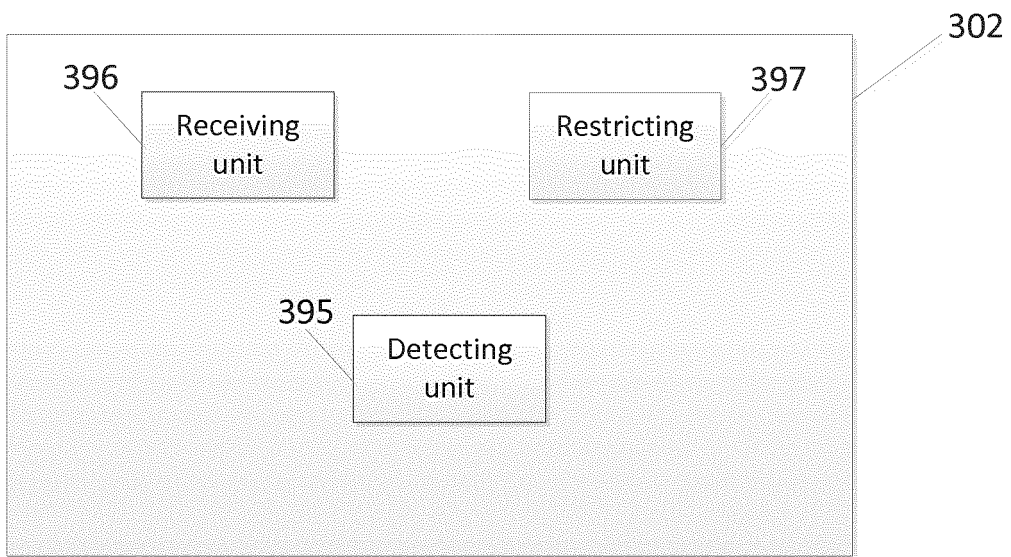 302
396
397
Receiving
unit
Restricting
unit
395
Detecting
unit